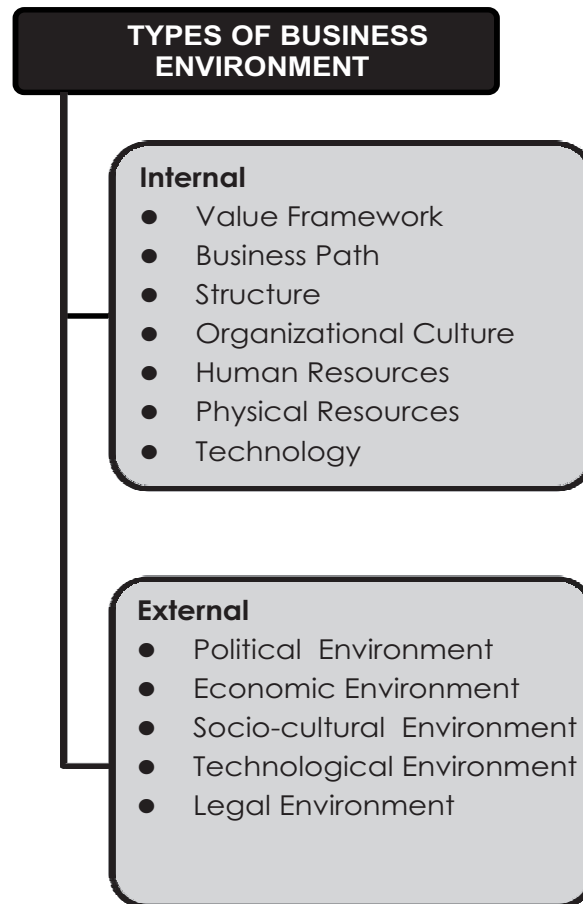 TYPES OF BUSINESS
ENVIRONMENT
Internal
● Value Framework
● Business Path
● Structure
● Organizational Culture
● Human Resources
● Physical Resources
● Technology
External
● Political Environment
● Economic Environment
● Socio-cultural Environment
● Technological Environment
● Legal Environment